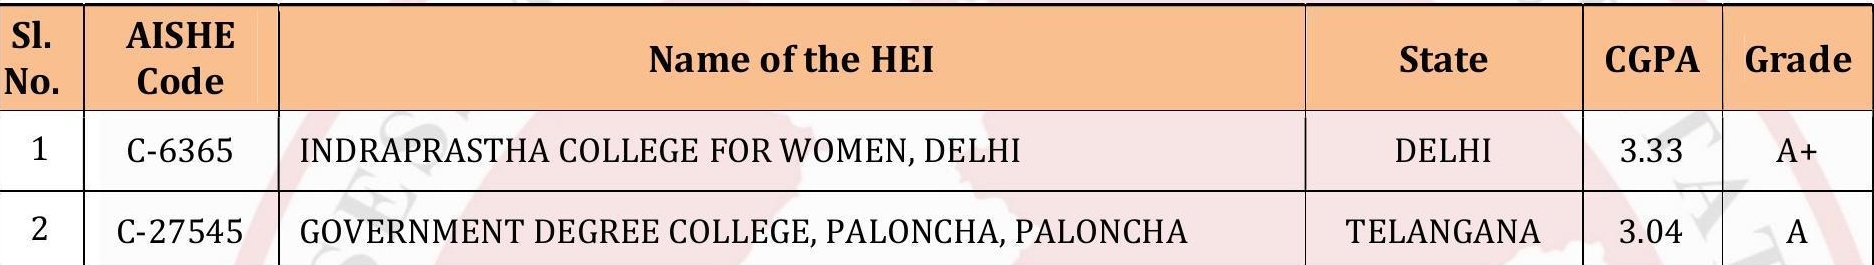 Sl. No. | AISHE Code | Name of the HEI | State | CGPA | Grade
1 | C-6365 | INDRAPRASTHA COLLEGE FOR WOMEN, DELHI | DELHI | 3.33 | A+
2 | C-27545 | GOVERNMENT DEGREE COLLEGE, PALONCHA, PALONCHA | TELANGANA | 3.04 | A